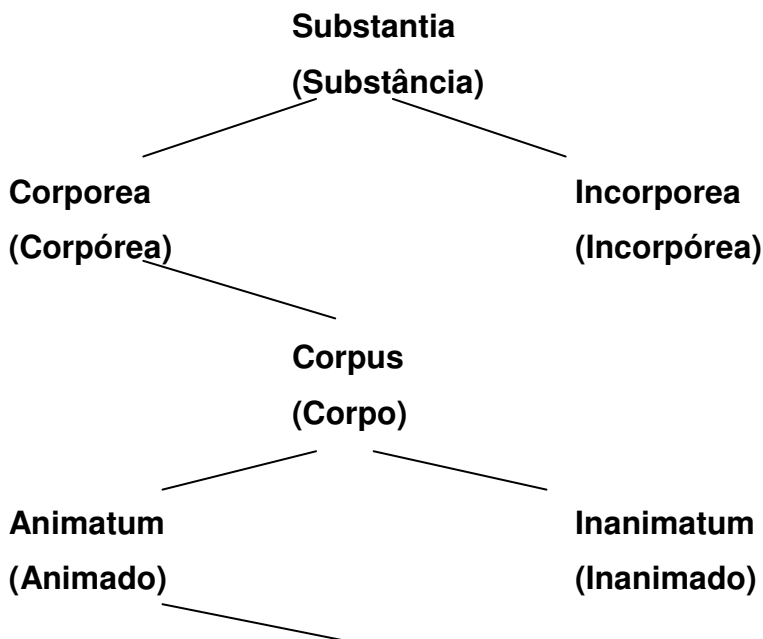 Substantia
(Substância)
Corporea
Incorporea
(Corpórea)
(Incorpórea)
Corpus
(Corpo)
Animatum
Inanimatum
(Animado)
(Inanimado)